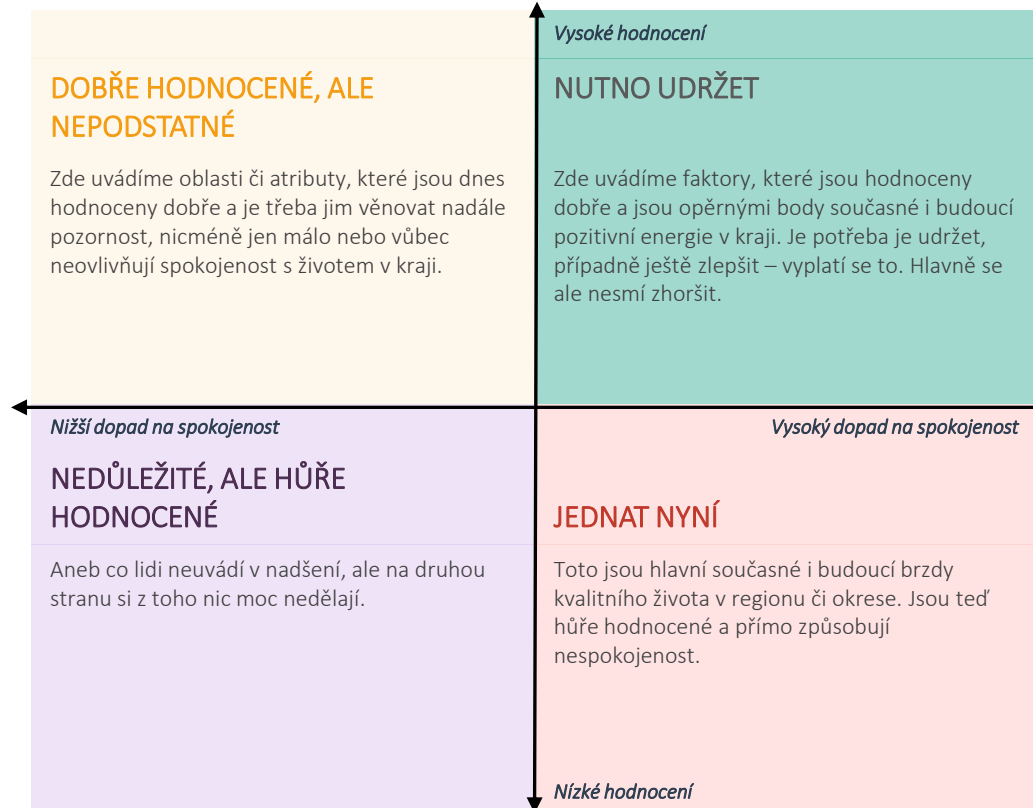 Vysoké hodnocení
DOBŘE HODNOCENÉ, ALE
NEPODSTATNÉ
Zde uvádíme oblasti či atributy, které jsou dnes
hodnoceny dobře a je třeba jim věnovat nadále
pozornost, nicméně jen málo nebo vůbec
neovlivňují spokojenost s životem v kraji.
NUTNO UDRŽET
Zde uvádíme faktory, které jsou hodnoceny
dobře a jsou opěrnými body současné i budoucí
pozitivní energie v kraji. Je potřeba je udržet,
případně ještě zlepšit – vyplatí se to. Hlavně se
ale nesmí zhoršit.
Nižší dopad na spokojenost
Vysoký dopad na spokojenost
NEDŮLEŽITÉ, ALE HŮŘE
HODNOCENÉ
Aneb co lidi neuvádí v nadšení, ale na druhou
stranu si z toho nic moc nedělají.
JEDNAT NYNÍ
Toto jsou hlavní současné i budoucí brzdy
kvalitního života v regionu či okrese. Jsou teď
hůře hodnocené a přímo způsobují
nespokojenost.
Nízké hodnocení